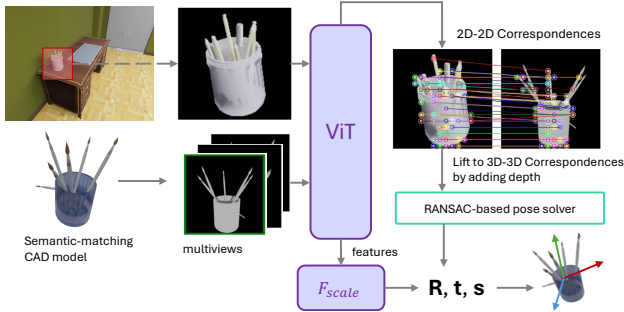 2D-2D Correspondences
ViT
Lift to 3D-3D Correspondences
by adding depth
RANSAC-based pose solver
Semantic-matching
CAD model
multiviews
features
F_scale
R, t, s